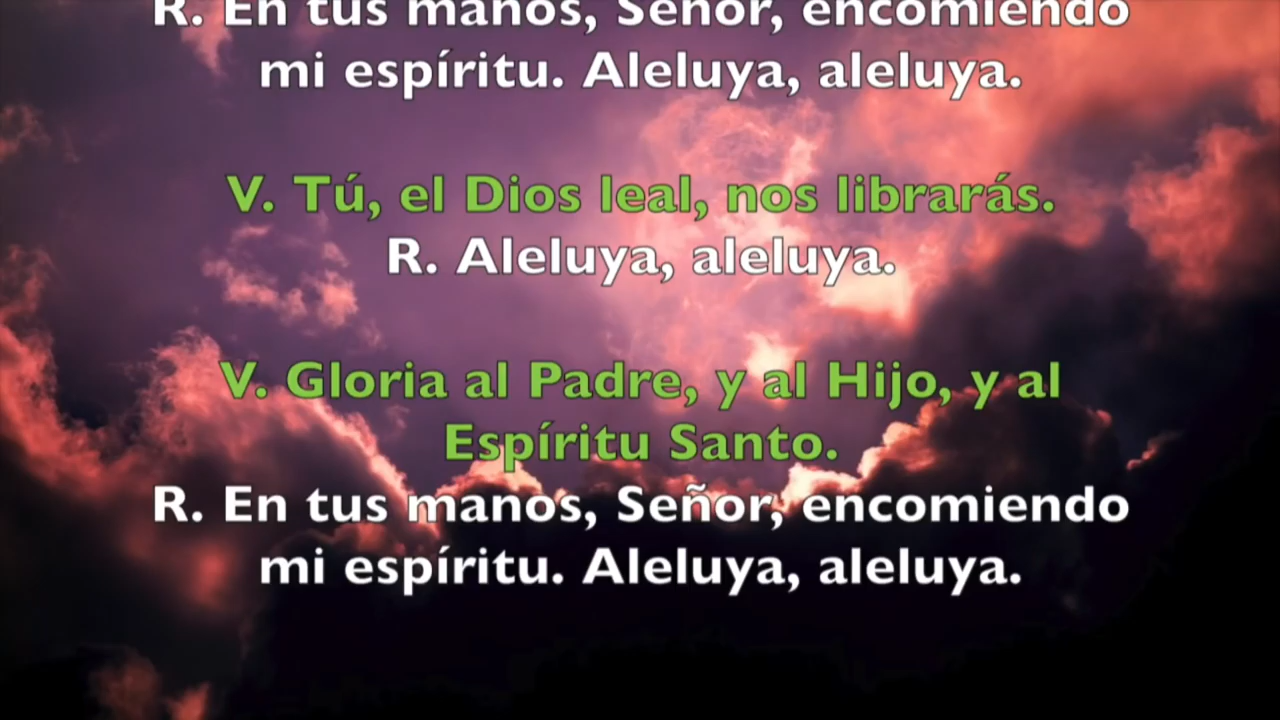 R. En tus manos, Señor, encomiendo
mi espíritu. Aleluya, aleluya.
V. Tú, el Dios leal, nos librarás.
R. Aleluya, aleluya.
V. Gloria al Padre, y al Hijo, y al
Espíritu Santo.
R. En tus manos, Señor, encomiendo
mi espíritu. Aleluya, aleluya.